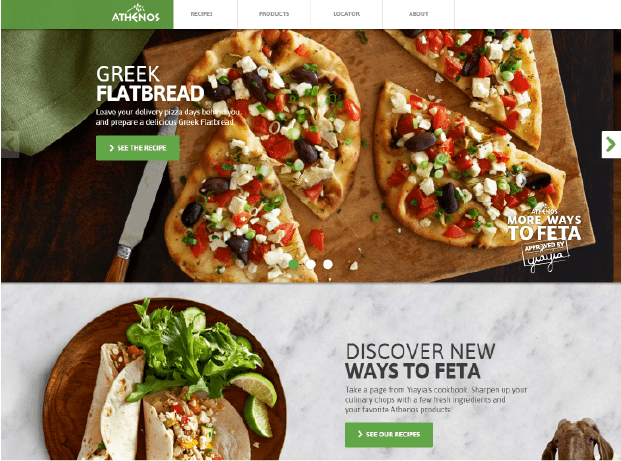 ATHENOS
RECIPES
PRODUCTS
LOCATOR
ABOUT
GREEK
FLATBREAD
Leave your delivery pizza days behind you
and prepare a delicious Greek Flatbread.
SEE THE RECIPE
ATHENOS
MORE WAYS
TO FETA
APPROVED BY
yiayia
DISCOVER NEW
WAYS TO FETA
Take a page from Yiayia's cookbook. Sharpen up your
culinary chops with a few fresh ingredients and
your favorite Athenos products.
SEE OUR RECIPES